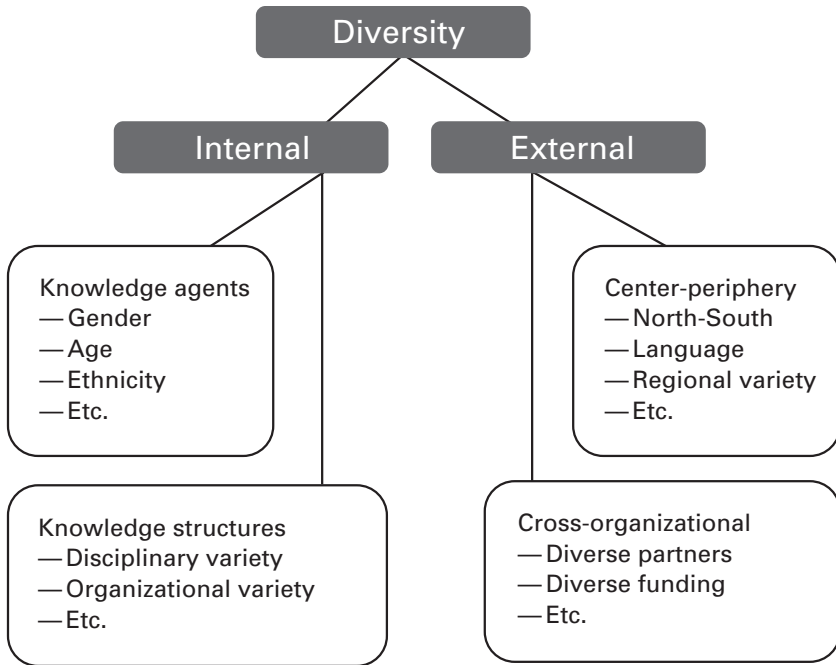 Diversity
Internal
External
Knowledge agents
—Gender
—Age
—Ethnicity
—Etc.
Center-periphery
—North-South
—Language
—Regional variety
—Etc.
Knowledge structures
—Disciplinary variety
—Organizational variety
—Etc.
Cross-organizational
—Diverse partners
—Diverse funding
—Etc.